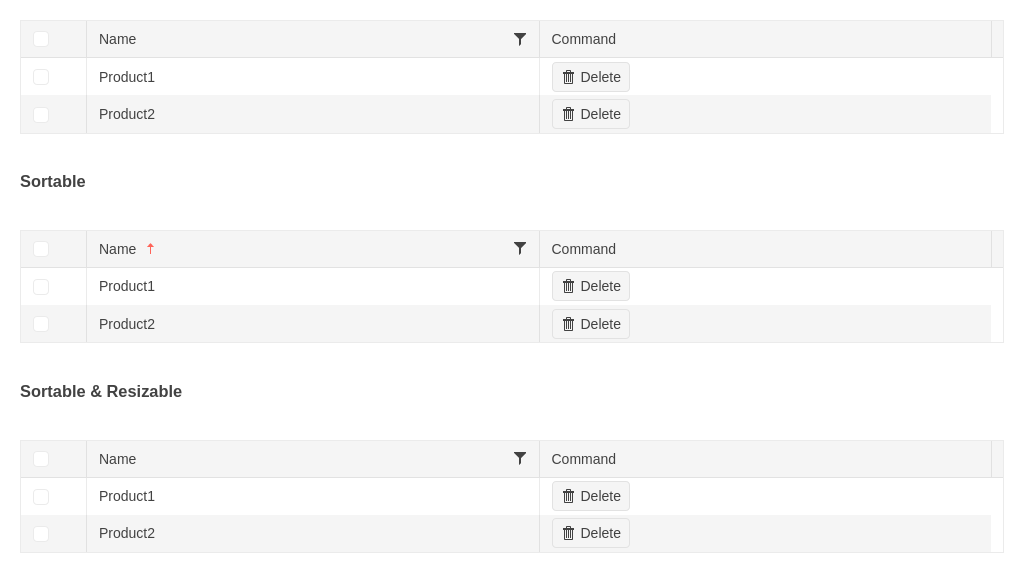 Name Command
Product1 Delete
Product2 Delete
Sortable
Name Command
Product1 Delete
Product2 Delete
Sortable & Resizable
Name Command
Product1 Delete
Product2 Delete